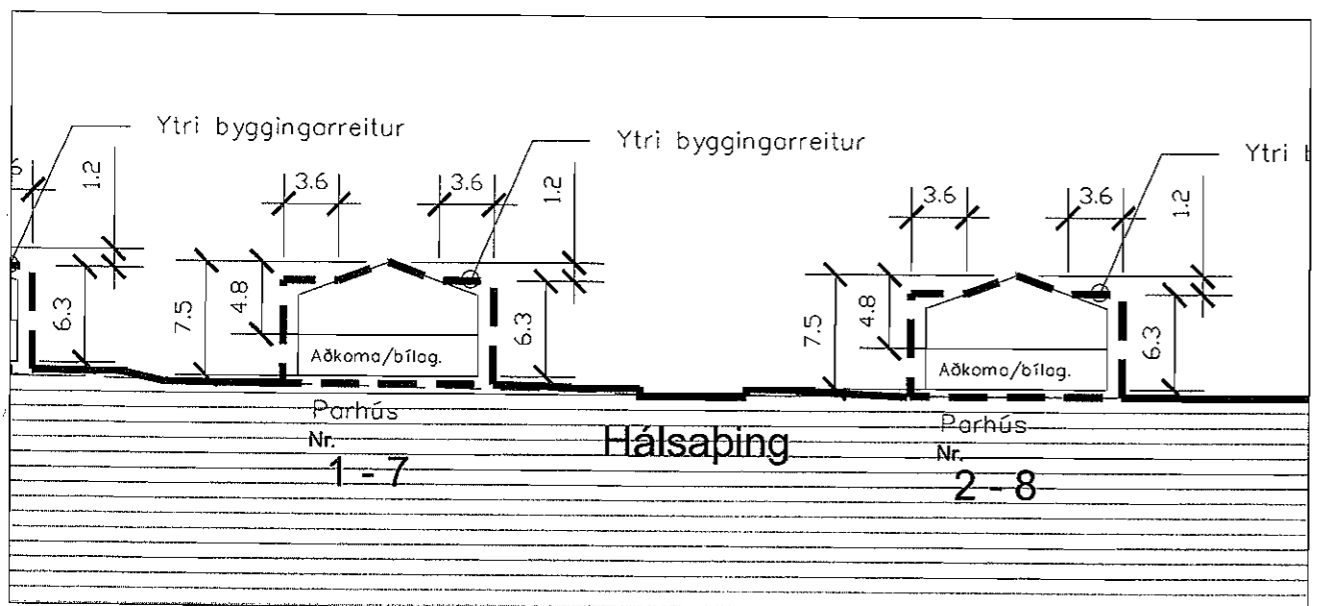 Ytri byggingarreitur
Ytri byggingarreitur
Ytri b
6
1.2
3.6
3.6
1.2
3.6
3.6
1.2
6.3
7.5
4.8
6.3
7.5
4.8
6.3
Aðkoma/bílag.
Aðkoma/bílag.
Parhús
Nr.
1 - 7
Hálsaþing
Parhús
Nr.
2 - 8